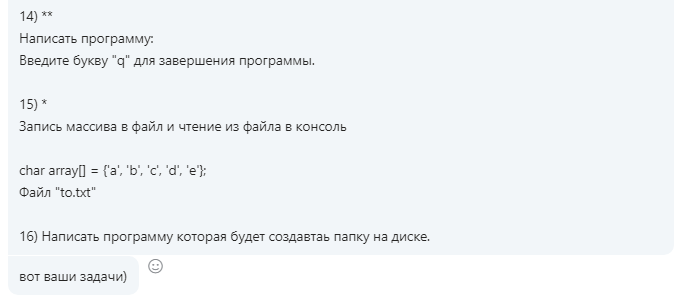 14) **
Написать программу:
Введите букву "q" для завершения программы.
15) *
Запись массива в файл и чтение из файла в консоль
char array[] = {'a', 'b', 'c', 'd', 'e'};
Файл "to.txt"
16) Написать программу которая будет создавтаь папку на диске.
вот ваши задачи)